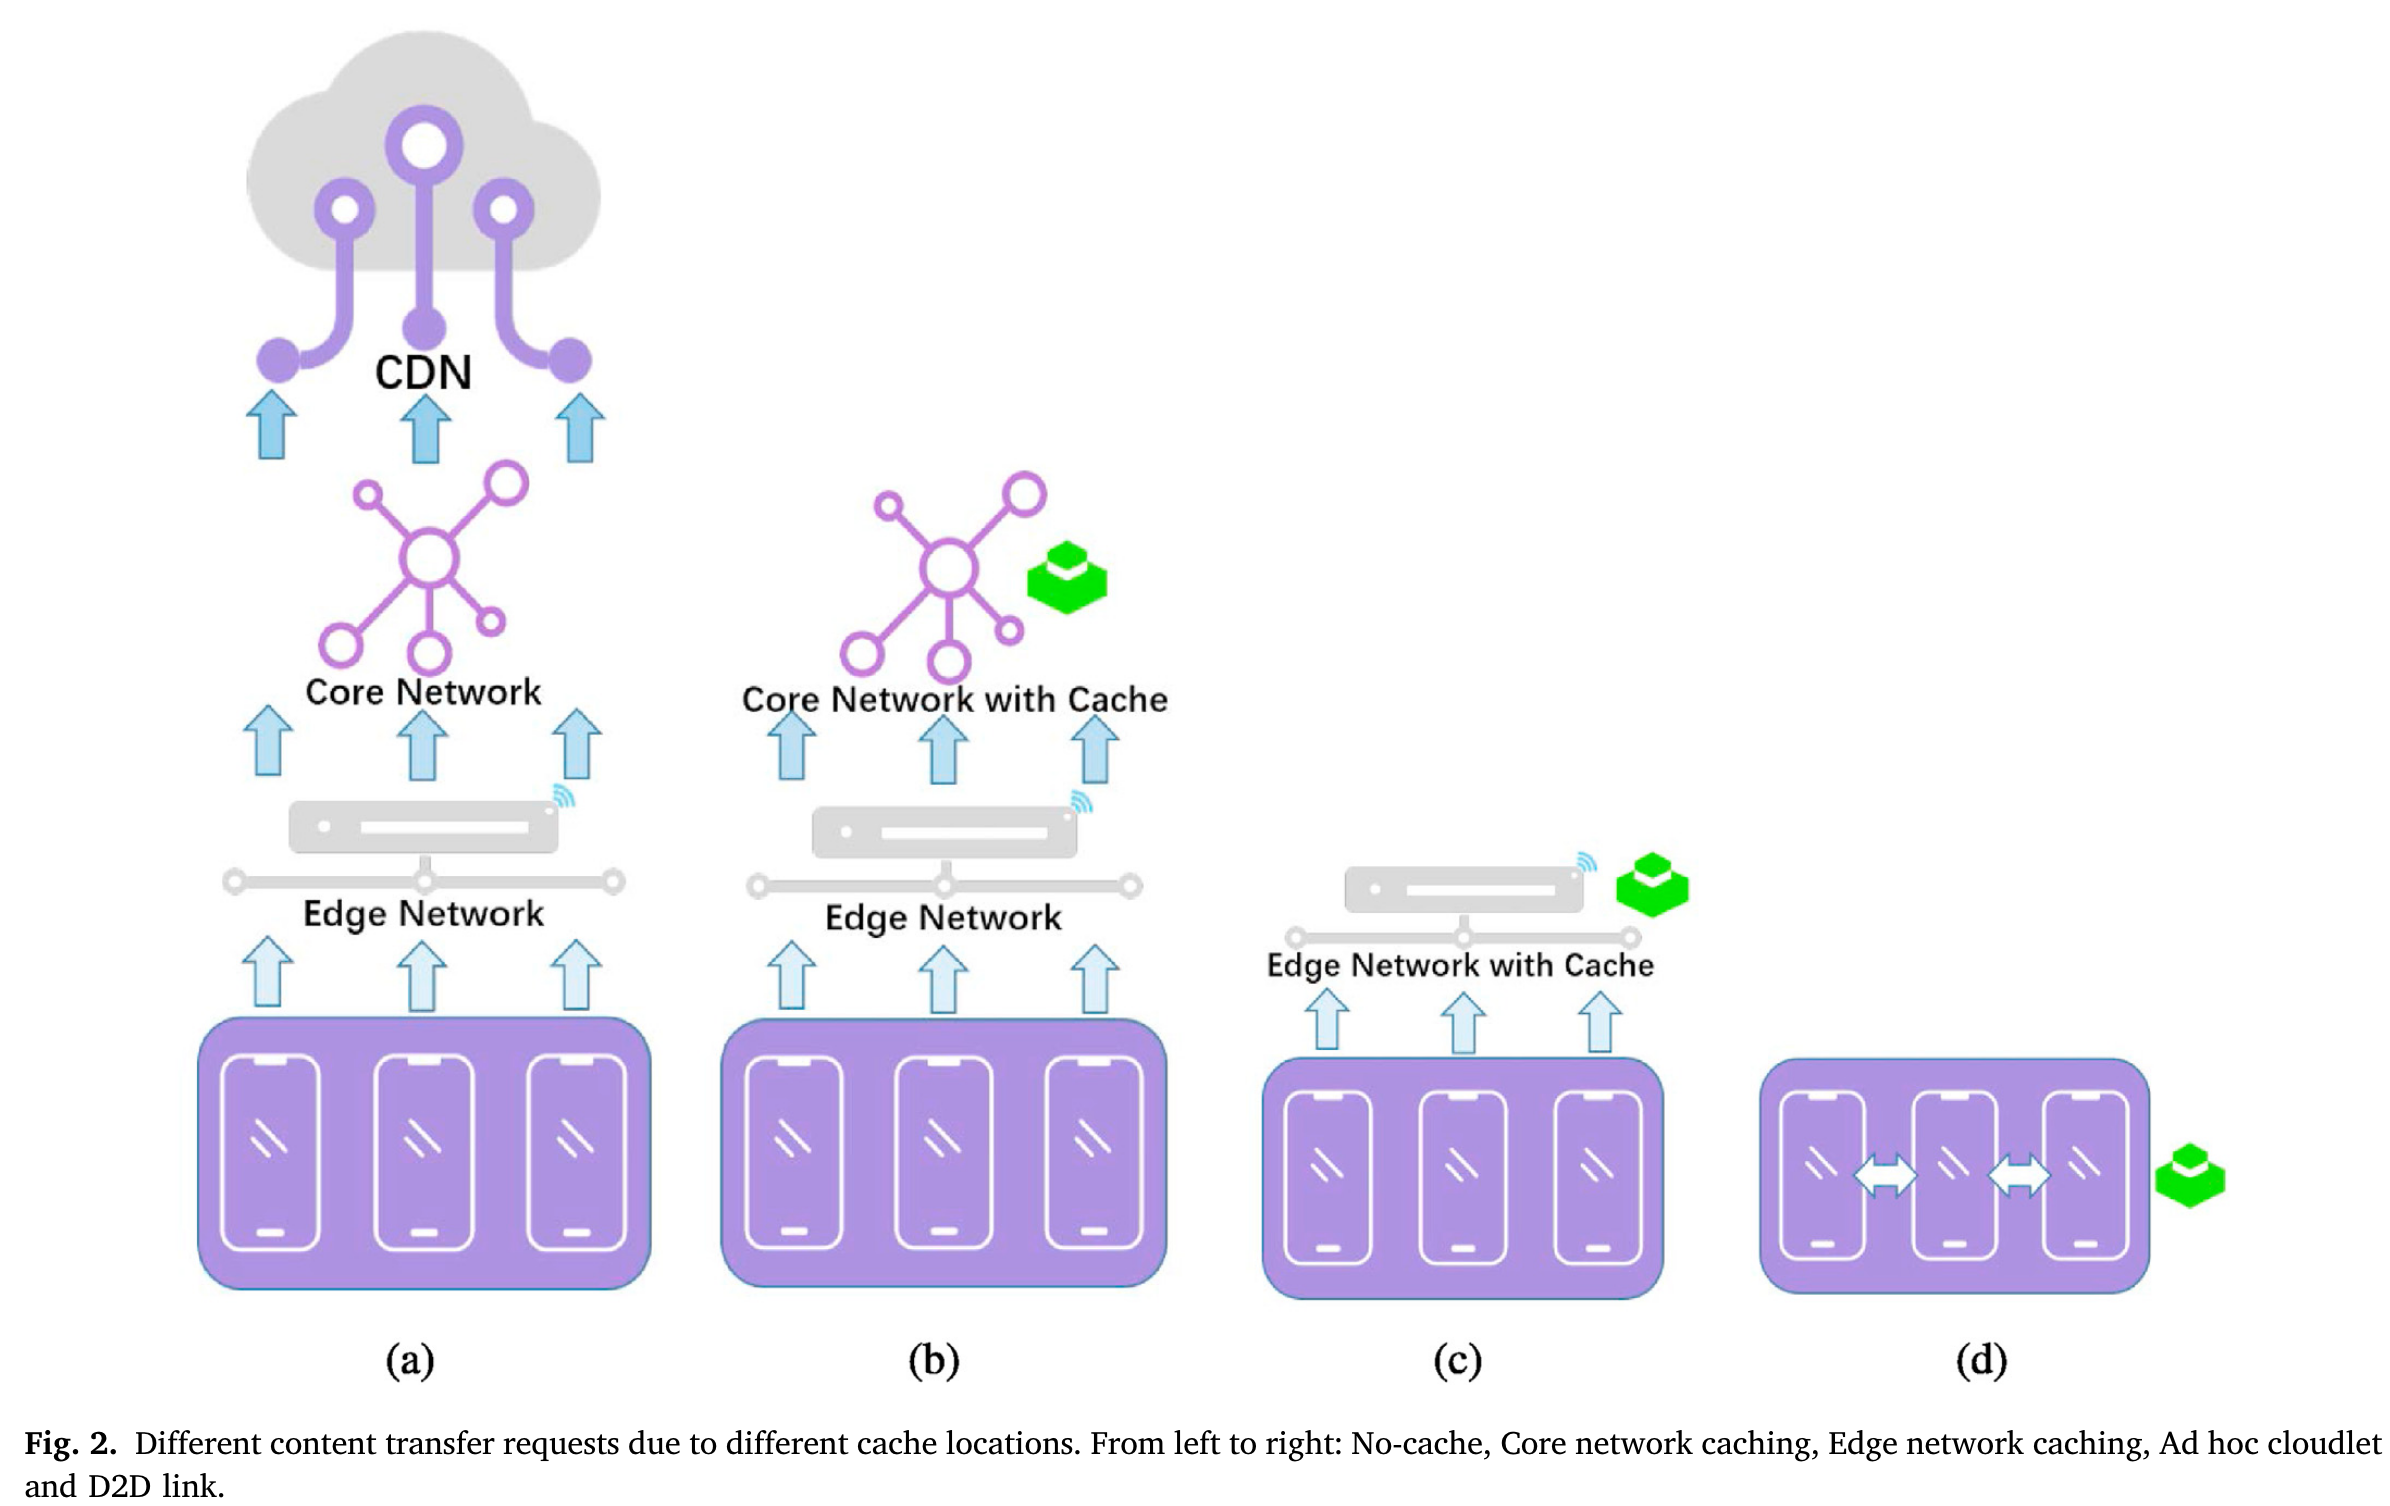 CDN
Core Network
Edge Network
Core Network with Cache
Edge Network
Edge Network with Cache
(a)
(b)
(c)
(d)
Fig. 2. Different content transfer requests due to different cache locations. From left to right: No-cache, Core network caching, Edge network caching, Ad hoc cloudlet
and D2D link.